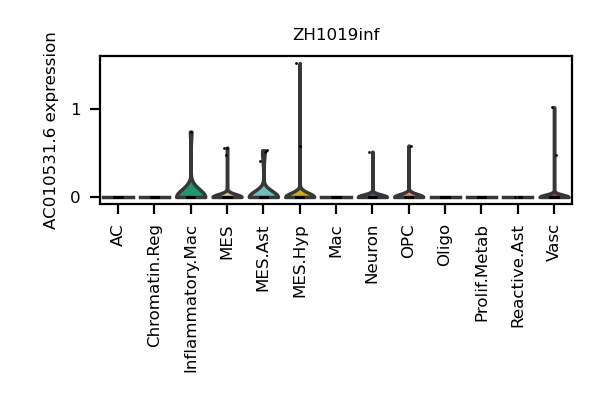 ZH1019inf
AC010531.6 expression
1
0
AC
Chromatin.Reg
Inflammatory.Mac
MES
MES.Ast
MES.Hyp
Mac
Neuron
OPC
Oligo
Prolif.Metab
Reactive.Ast
Vasc